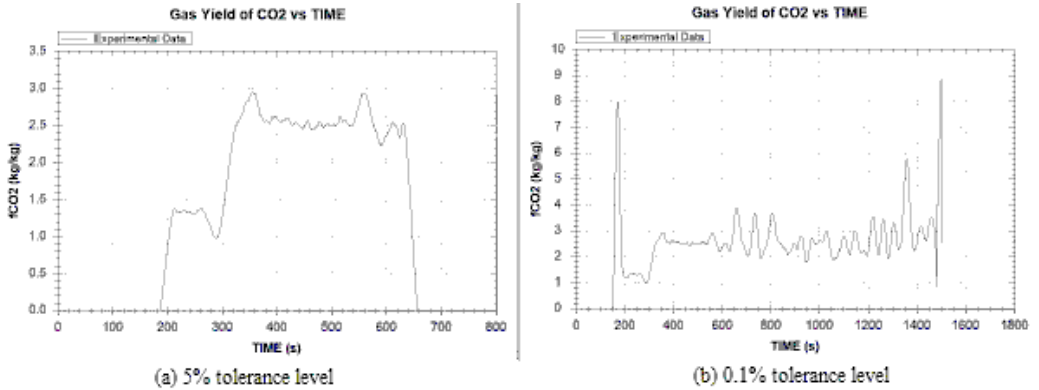 Gas Yield of CO2 vs TIME
Experimental Data
3.5
3.0
2.5
2.0
1.5
1.0
0.5
0.0
fCO2 (kg/kg)
0 100 200 300 400 500 600 700 800
TIME (s)
(a) 5% tolerance level
Gas Yield of CO2 vs TIME
Experimental Data
10
9
8
7
6
5
4
3
2
1
0
fCO2 (kg/kg)
0 200 400 600 800 1000 1200 1400 1600 1800
TIME (s)
(b) 0.1% tolerance level